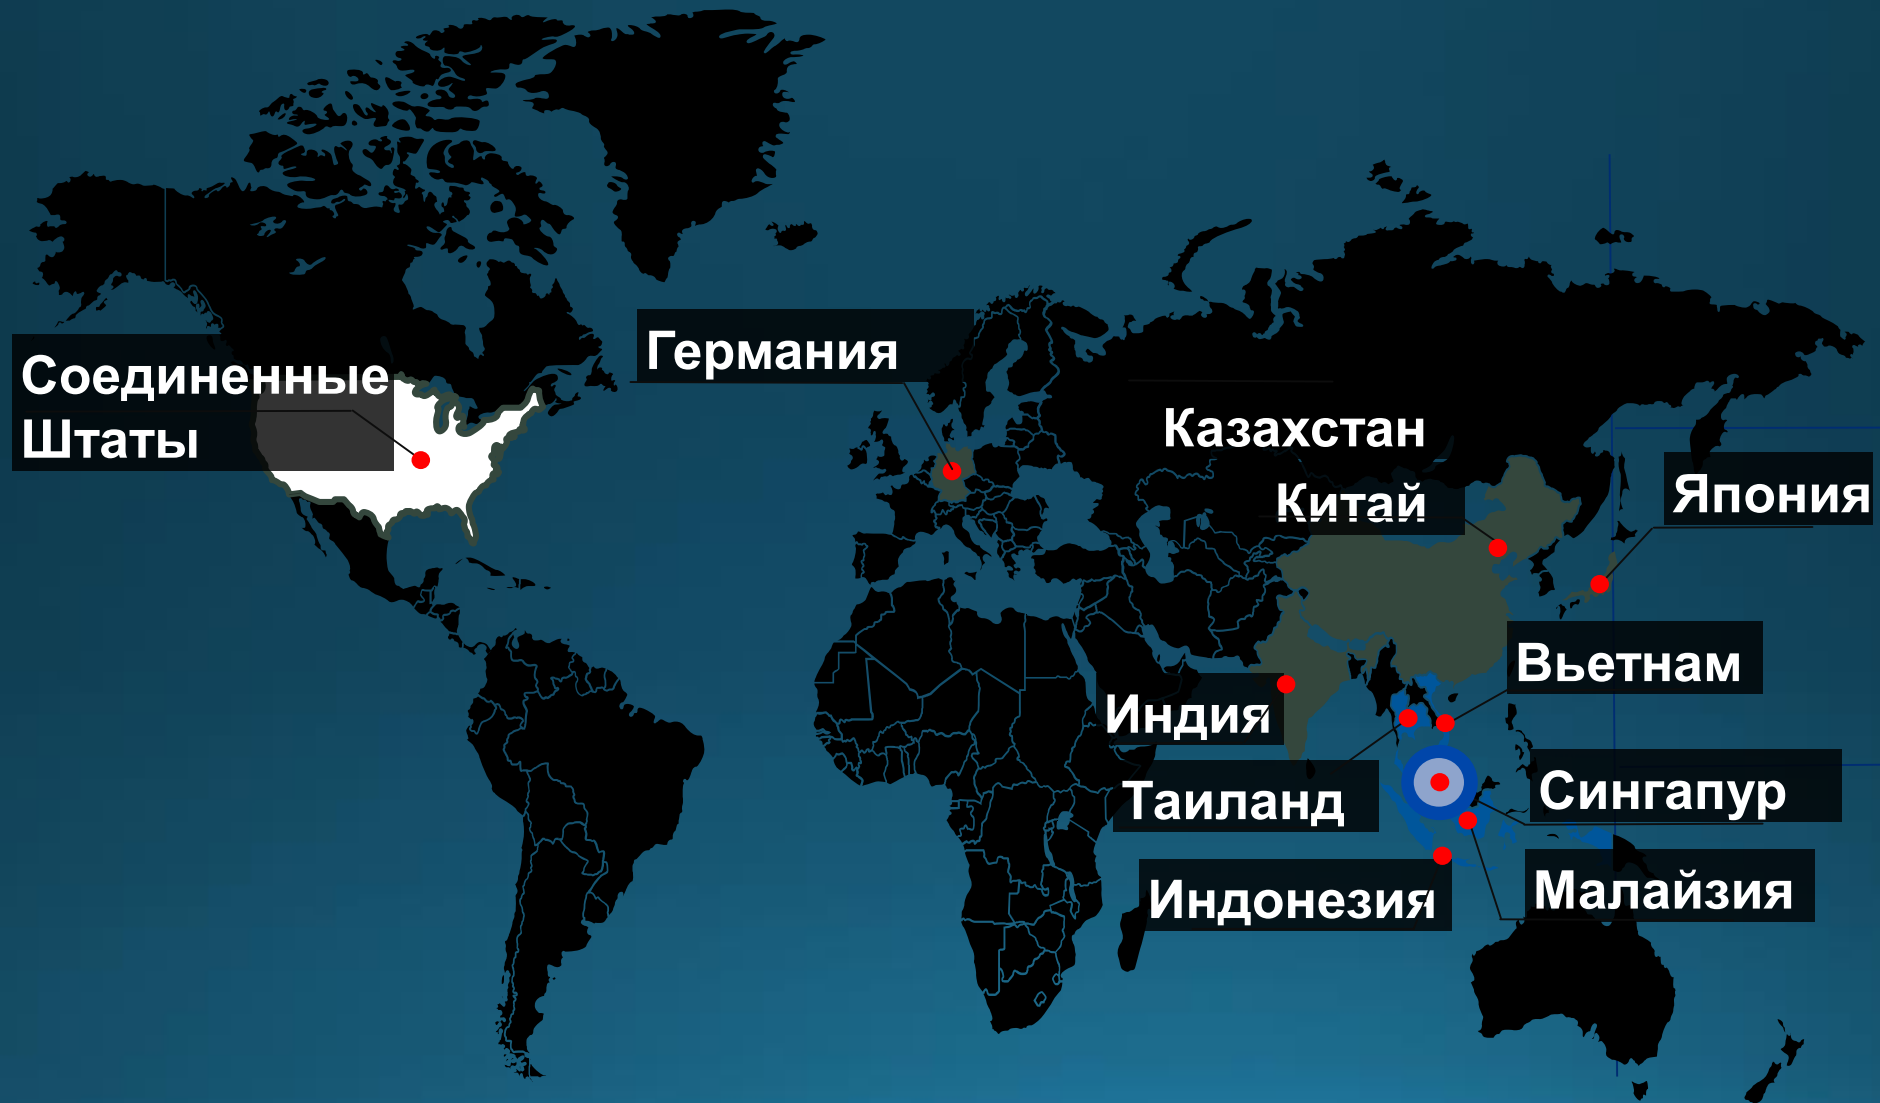 Германия
Соединенные
Штаты
Казахстан
Китай
Япония
Вьетнам
Индия
Сингапур
Таиланд
Малайзия
Индонезия